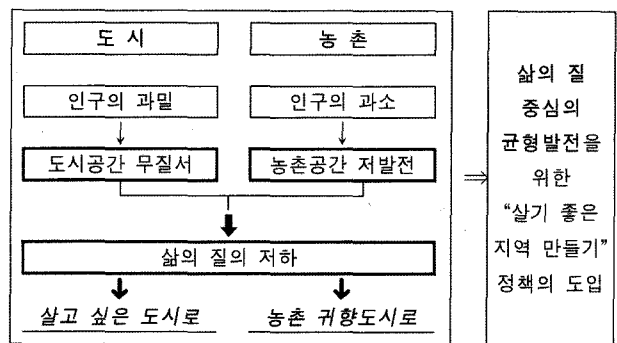 도 시
농 촌
인구의 과밀
인구의 과소
도시공간 무질서
농촌공간 저발전
삶의 질의 저하
살고 싶은 도시로
농촌 귀향도시로
⇒
삶의 질
중심의
균형발전을
위한
“살기 좋은
지역 만들기”
정책의 도입